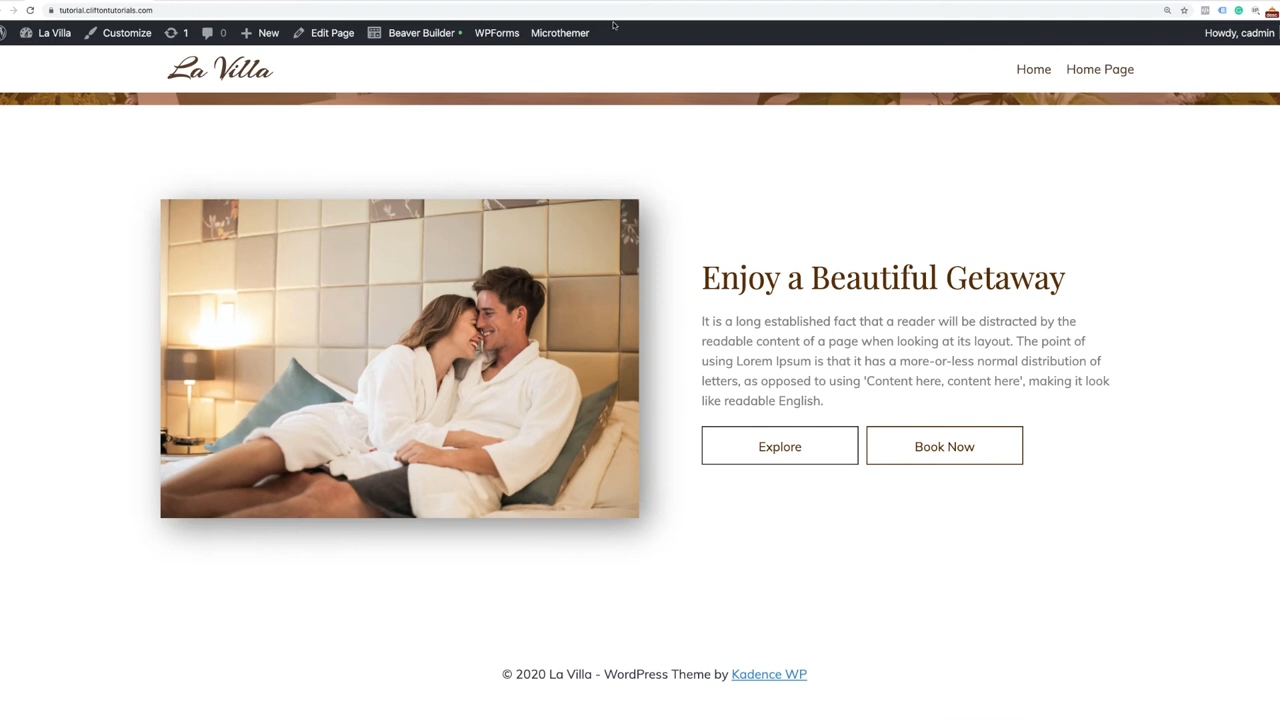 tutorial.cliftontutorials.com
La Villa Customize 1 0 New Edit Page Beaver Builder WPForms Microthemer Howdy, cadmin
La Villa Home Home Page
Enjoy a Beautiful Getaway
It is a long established fact that a reader will be distracted by the
readable content of a page when looking at its layout. The point of
using Lorem Ipsum is that it has a more-or-less normal distribution of
letters, as opposed to using 'Content here, content here', making it look
like readable English.
Explore Book Now
© 2020 La Villa - WordPress Theme by Kadence WP